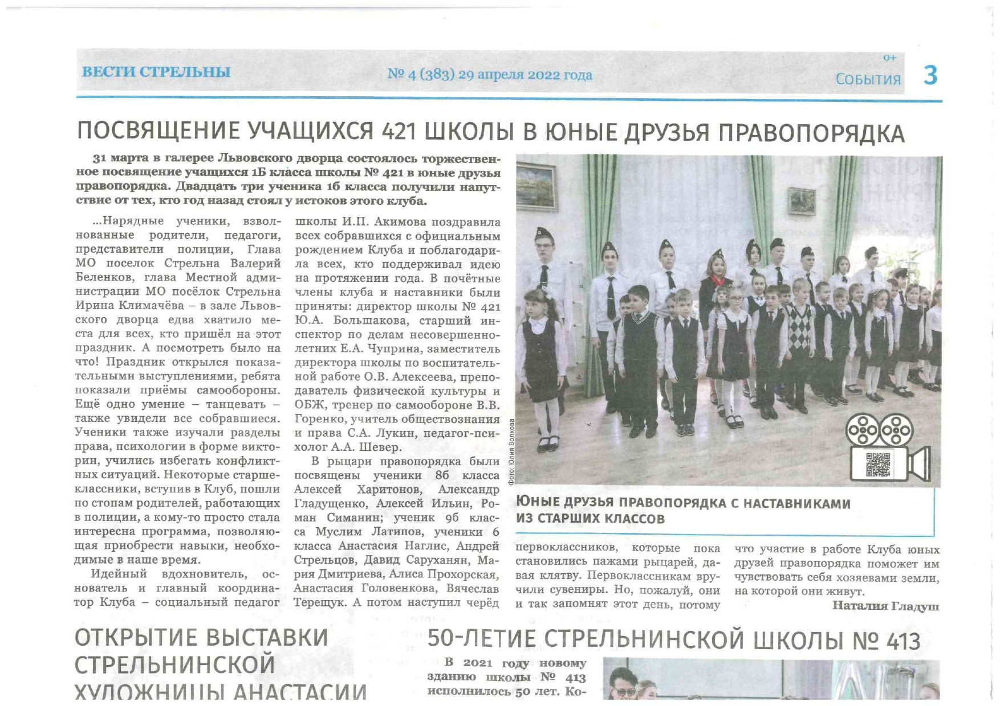 ВЕСТИ СТРЕЛЬНЫ
№ 4 (383) 29 апреля 2022 года
0+
События
3
ПОСВЯЩЕНИЕ УЧАЩИХСЯ 421 ШКОЛЫ В ЮНЫЕ ДРУЗЬЯ ПРАВОПОРЯДКА
31 марта в галерее Львовского дворца состоялось торжествен-
ное посвящение учащихся 1Б класса школы № 421 в юные друзья
правопорядка. Двадцать три ученика 1б класса получили напут-
ствие от тех, кто год назад стоял у истоков этого клуба.
...Нарядные ученики, взвол-
нованные родители, педагоги,
представители полиции, Глава
МО поселок Стрельна Валерий
Беленков, глава Местной адми-
нистрации МО посёлок Стрельна
Ирина Климачёва – в зале Львов-
ского дворца едва хватило ме-
ста для всех, кто пришёл на этот
праздник. А посмотреть было на
что! Праздник открылся показа-
тельными выступлениями, ребята
показали приёмы самообороны.
Ещё одно умение – танцевать –
также увидели все собравшиеся.
Ученики также изучали разделы
права, психологии в форме викто-
рин, учились избегать конфликт-
ных ситуаций. Некоторые старше-
классники, вступив в Клуб, пошли
по стопам родителей, работающих
в полиции, а кому-то просто стала
интересна программа, позволяю-
щая приобрести навыки, необхо-
димые в наше время.
Идейный вдохновитель, ос-
нователь и главный координа-
тор Клуба – социальный педагог
школы И.П. Акимова поздравила
всех собравшихся с официальным
рождением Клуба и поблагодари-
ла всех, кто поддерживал идею
на протяжении года. В почётные
члены клуба и наставники были
приняты: директор школы № 421
Ю.А. Большакова, старший ин-
спектор по делам несовершенно-
летних Е.А. Чуприна, заместитель
директора школы по воспитатель-
ной работе О.В. Алексеева, препо-
даватель физической культуры и
ОБЖ, тренер по самообороне В.В.
Горенко, учитель обществознания
и права С.А. Лукин, педагог-пси-
холог А.А. Шевер.
В рыцари правопорядка были
посвящены ученики 8б класса
Алексей Харитонов, Александр
Гладущенко, Алексей Ильин, Ро-
ман Симанин; ученик 9б клас-
са Муслим Латипов, ученики 6
класса Анастасия Наглис, Андрей
Стрельцов, Давид Саруханян, Ма-
рия Дмитриева, Алиса Прохорская,
Анастасия Головенкова, Вячеслав
Терещук. А потом наступил черёд
Фото: Юлия Волкова
Юные друзья правопорядка с наставниками
из старших классов
первоклассников, которые пока
становились пажами рыцарей, да-
вая клятву. Первоклассникам вру-
чили сувениры. Но, пожалуй, они
и так запомнят этот день, потому
что участие в работе Клуба юных
друзей правопорядка поможет им
чувствовать себя хозяевами земли,
на которой они живут.
Наталия Гладуш
ОТКРЫТИЕ ВЫСТАВКИ
СТРЕЛЬНИНСКОЙ
ХУДОЖНИЦЫ АНАСТАСИИ
50-ЛЕТИЕ СТРЕЛЬНИНСКОЙ ШКОЛЫ № 413
В 2021 году новому
зданию школы № 413
исполнилось 50 лет. Ко-